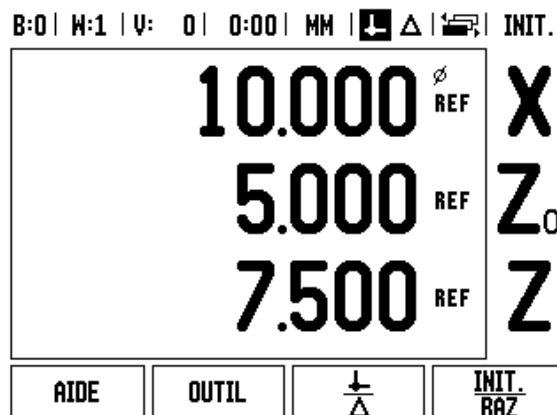 B:0 | W:1 | V: 0 | 0:00 | MM | Δ | INIT.
10.000 Ø REF X
5.000 REF Z0
7.500 REF Z
AIDE OUTIL Δ INIT. RAZ